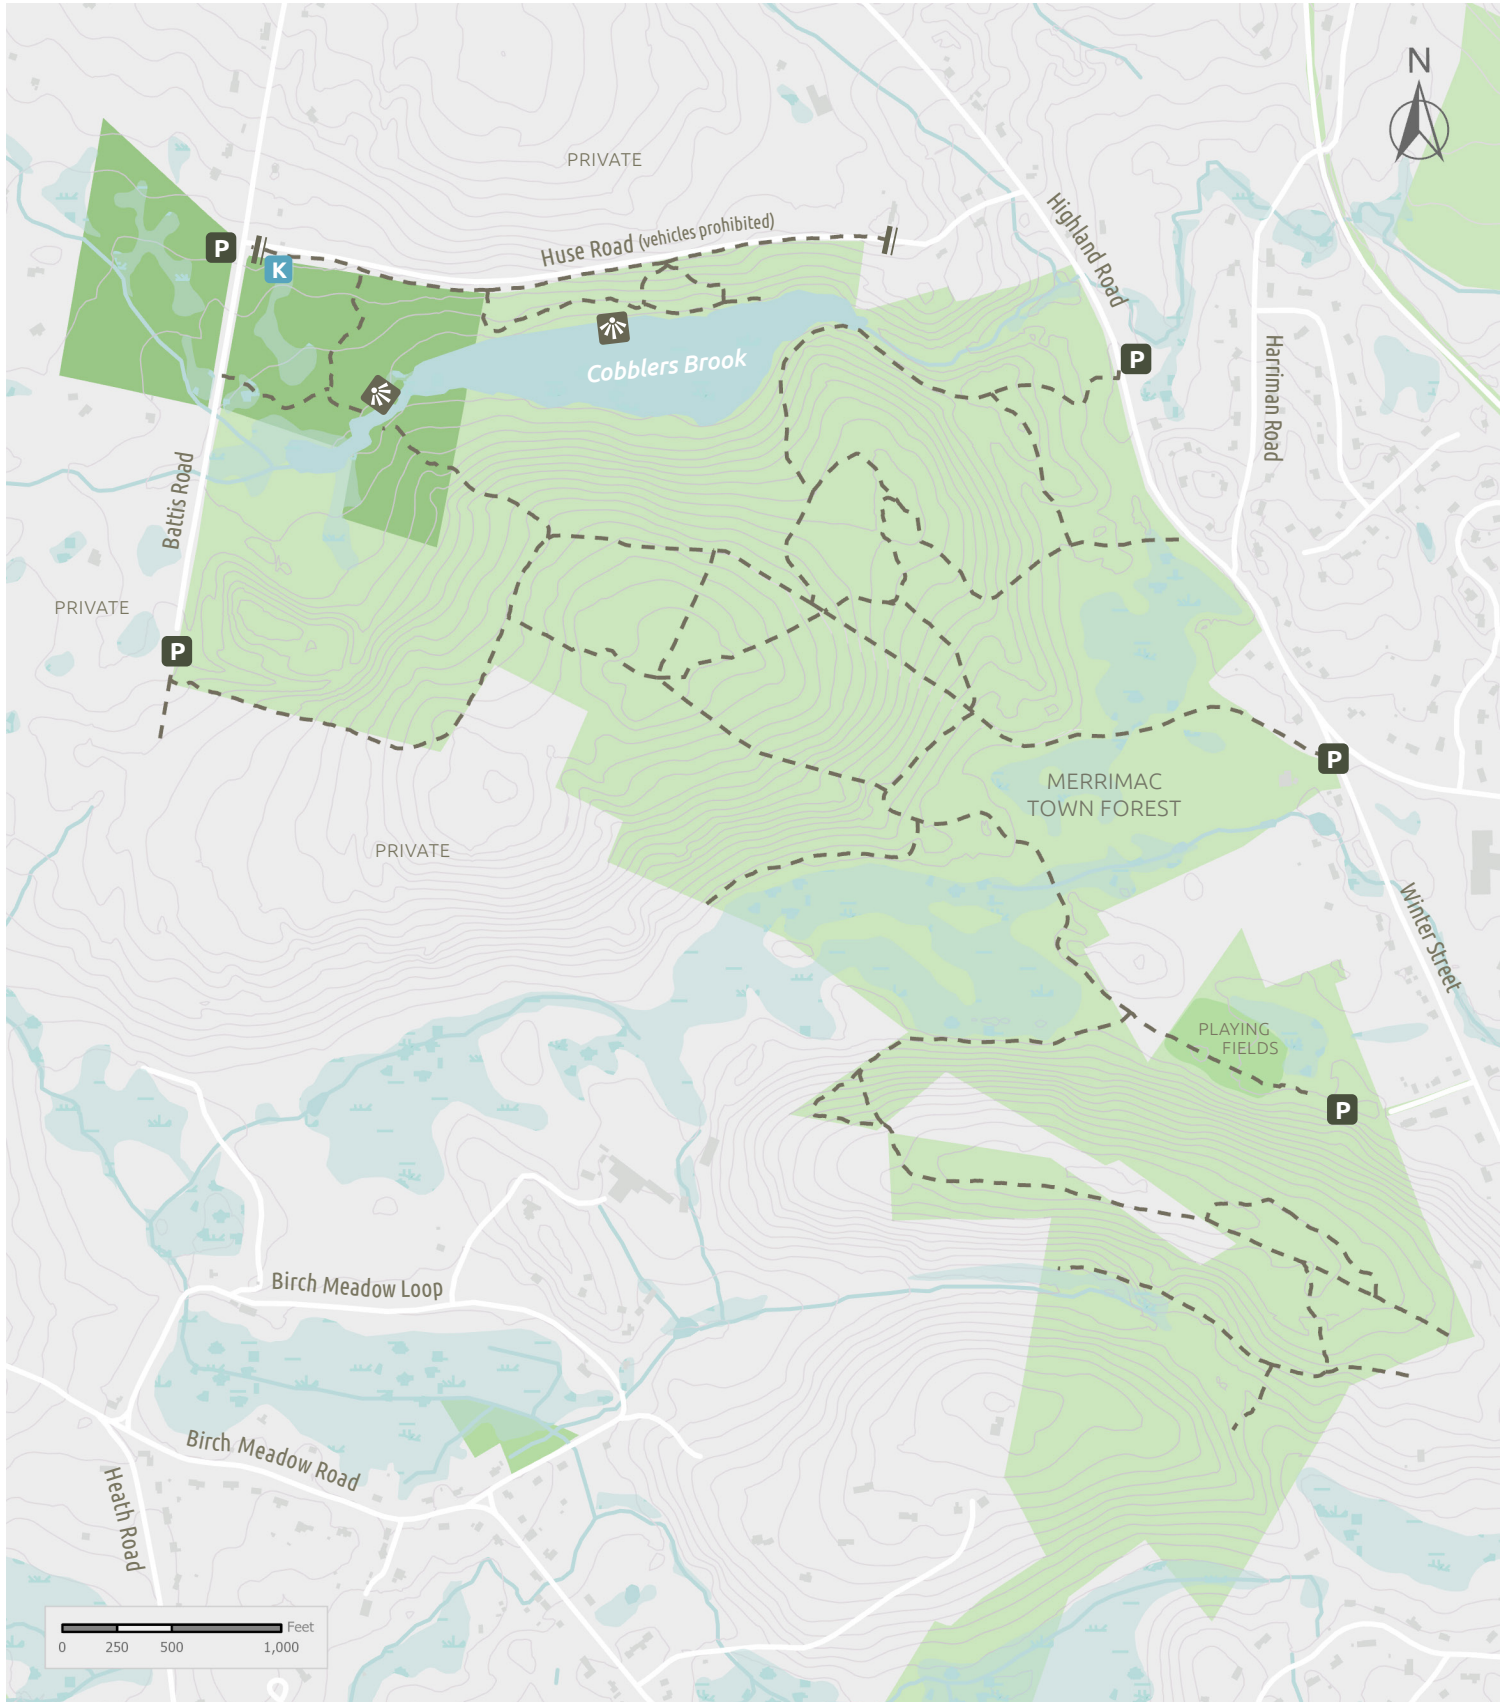 N
PRIVATE
Huse Road (vehicles prohibited)
Highland Road
P
K
P
Cobblers Brook
Harriman Road
Battis Road
PRIVATE
P
P
MERRIMAC
TOWN FOREST
PRIVATE
Winter Street
PLAYING
FIELDS
P
Birch Meadow Loop
Birch Meadow Road
Heath Road
Feet
0 250 500 1,000